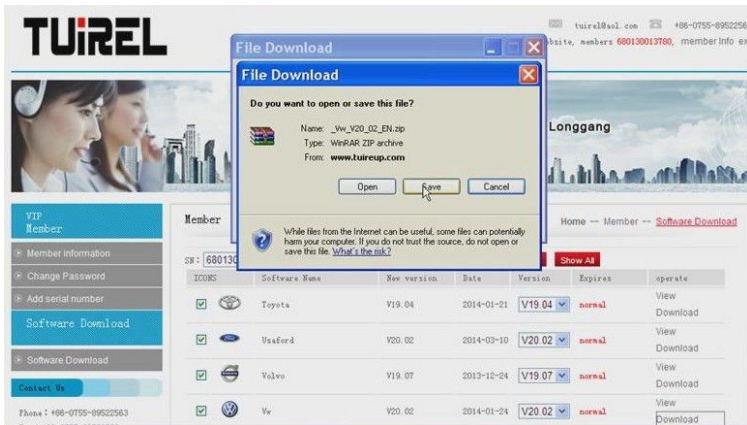 TUiREL
tuirel@aol.com +86-0755-8952256
bsite, members 680130013780, member Info ex
File Download
File Download
Do you want to open or save this file?
Name: _Vw_V20_02_EN.zip
Type: WinRAR ZIP archive
From: www.tuireup.com
Open Save Cancel
While files from the Internet can be useful, some files can potentially
harm your computer. If you do not trust the source, do not open or
save this file. What's the risk?
Longgang
VIP
Member
Member information
Change Password
Add serial number
Software Download
Software Download
Contact Us
Phone : +86-0755-89522563
Member
Home -- Member -- Software Download
SN: 680130
Show All
ICONS Software Name New version Date Version Expires operate
Toyota V19.04 2014-01-21 V19.04 normal View
Download
Usaford V20.02 2014-03-10 V20.02 normal View
Download
Volvo V19.07 2013-12-24 V19.07 normal View
Download
Vw V20.02 2014-01-24 V20.02 normal View
Download